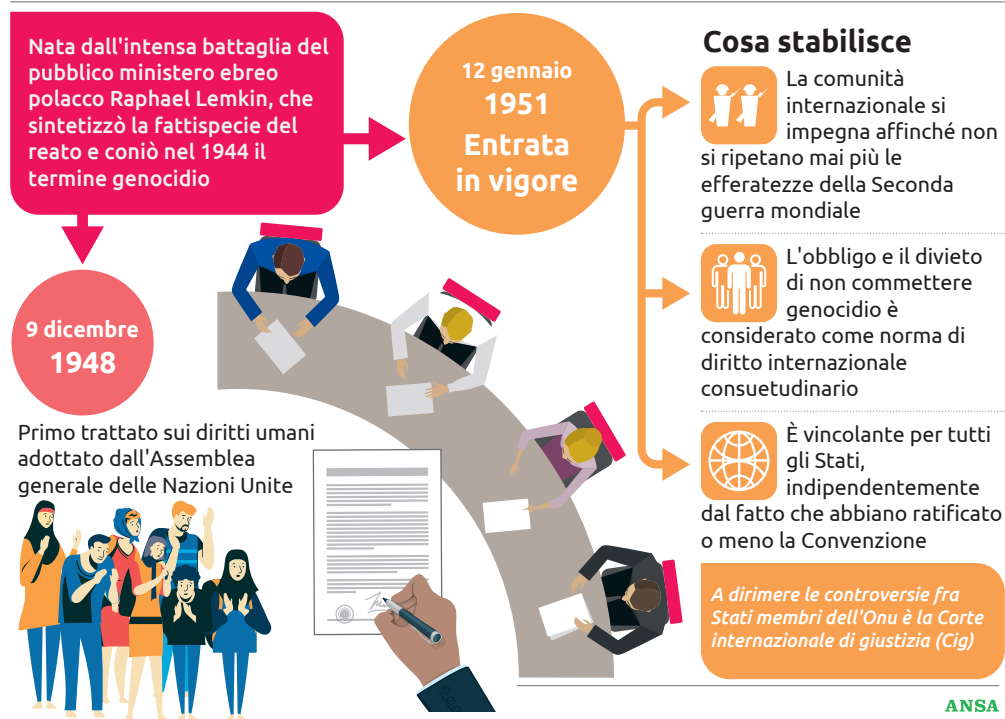 Nata dall'intensa battaglia del
pubblico ministero ebreo
polacco Raphael Lemkin, che
sintetizzò la fattispecie del
reato e coniò nel 1944 il
termine genocidio
9 dicembre
1948
Primo trattato sui diritti umani
adottato dall'Assemblea
generale delle Nazioni Unite
12 gennaio
1951
Entrata
in vigore
Cosa stabilisce
La comunità
internazionale si
impegna affinché non
si ripetano mai più le
efferatezze della Seconda
guerra mondiale
L'obbligo e il divieto
di non commettere
genocidio è
considerato come norma di
diritto internazionale
consuetudinario
È vincolante per tutti
gli Stati,
indipendentemente
dal fatto che abbiano ratificato
o meno la Convenzione
A dirimere le controversie fra
Stati membri dell'Onu è la Corte
internazionale di giustizia (Cig)
ANSA